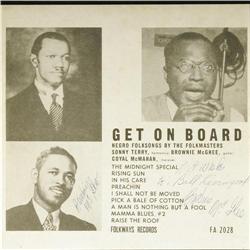 GET ON BOARD
NEGRO FOLKSONGS BY THE FOLKMASTERS
SONNY TERRY, BROWNIE McGHEE,
COYAL McMAHAN,
THE MIDNIGHT SPECIAL
RISING SUN
IN HIS CARE
PREACHIN
I SHALL NOT BE MOVED
PICK A BALE OF COTTON
A MAN IS NOTHING BUT A FOOL
MAMMA BLUES, #2
RAISE THE ROOF
FOLKWAYS RECORDS FA 2028